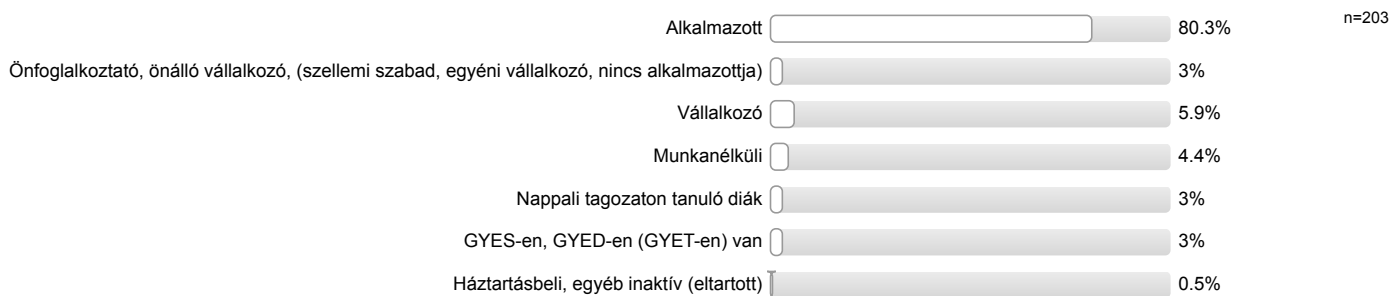 Alkalmazott 80.3% n=203
Önfoglalkoztató, önálló vállalkozó, (szellemi szabad, egyéni vállalkozó, nincs alkalmazottja) 3%
Vállalkozó 5.9%
Munkanélküli 4.4%
Nappali tagozaton tanuló diák 3%
GYES-en, GYED-en (GYET-en) van 3%
Háztartásbeli, egyéb inaktív (eltartott) 0.5%